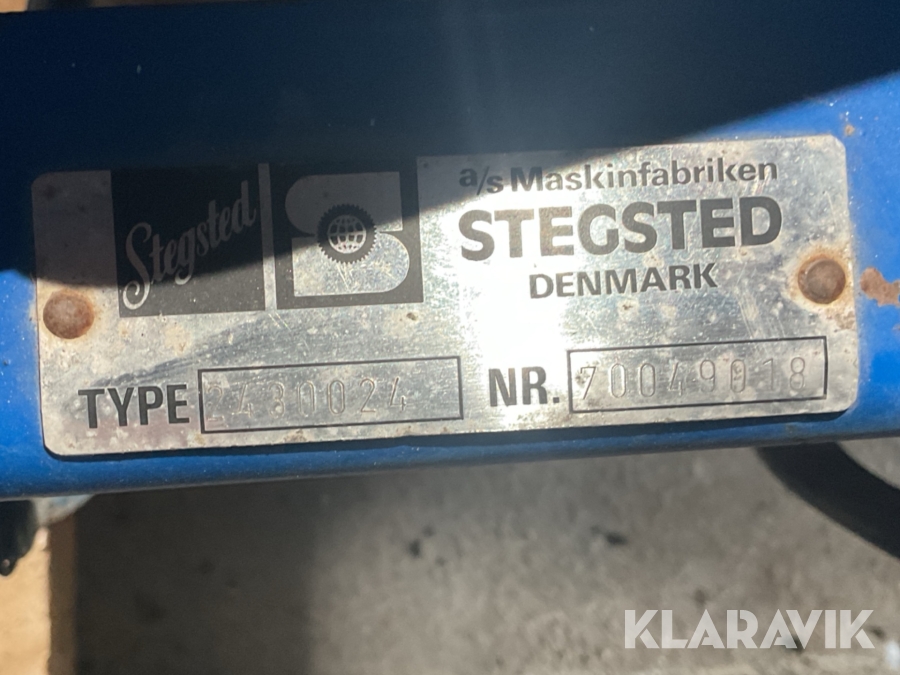 Stegsted
a/s Maskinfabriken
STEGSTED
DENMARK
TYPE 2430024 NR. 70049018
KLARAVIK